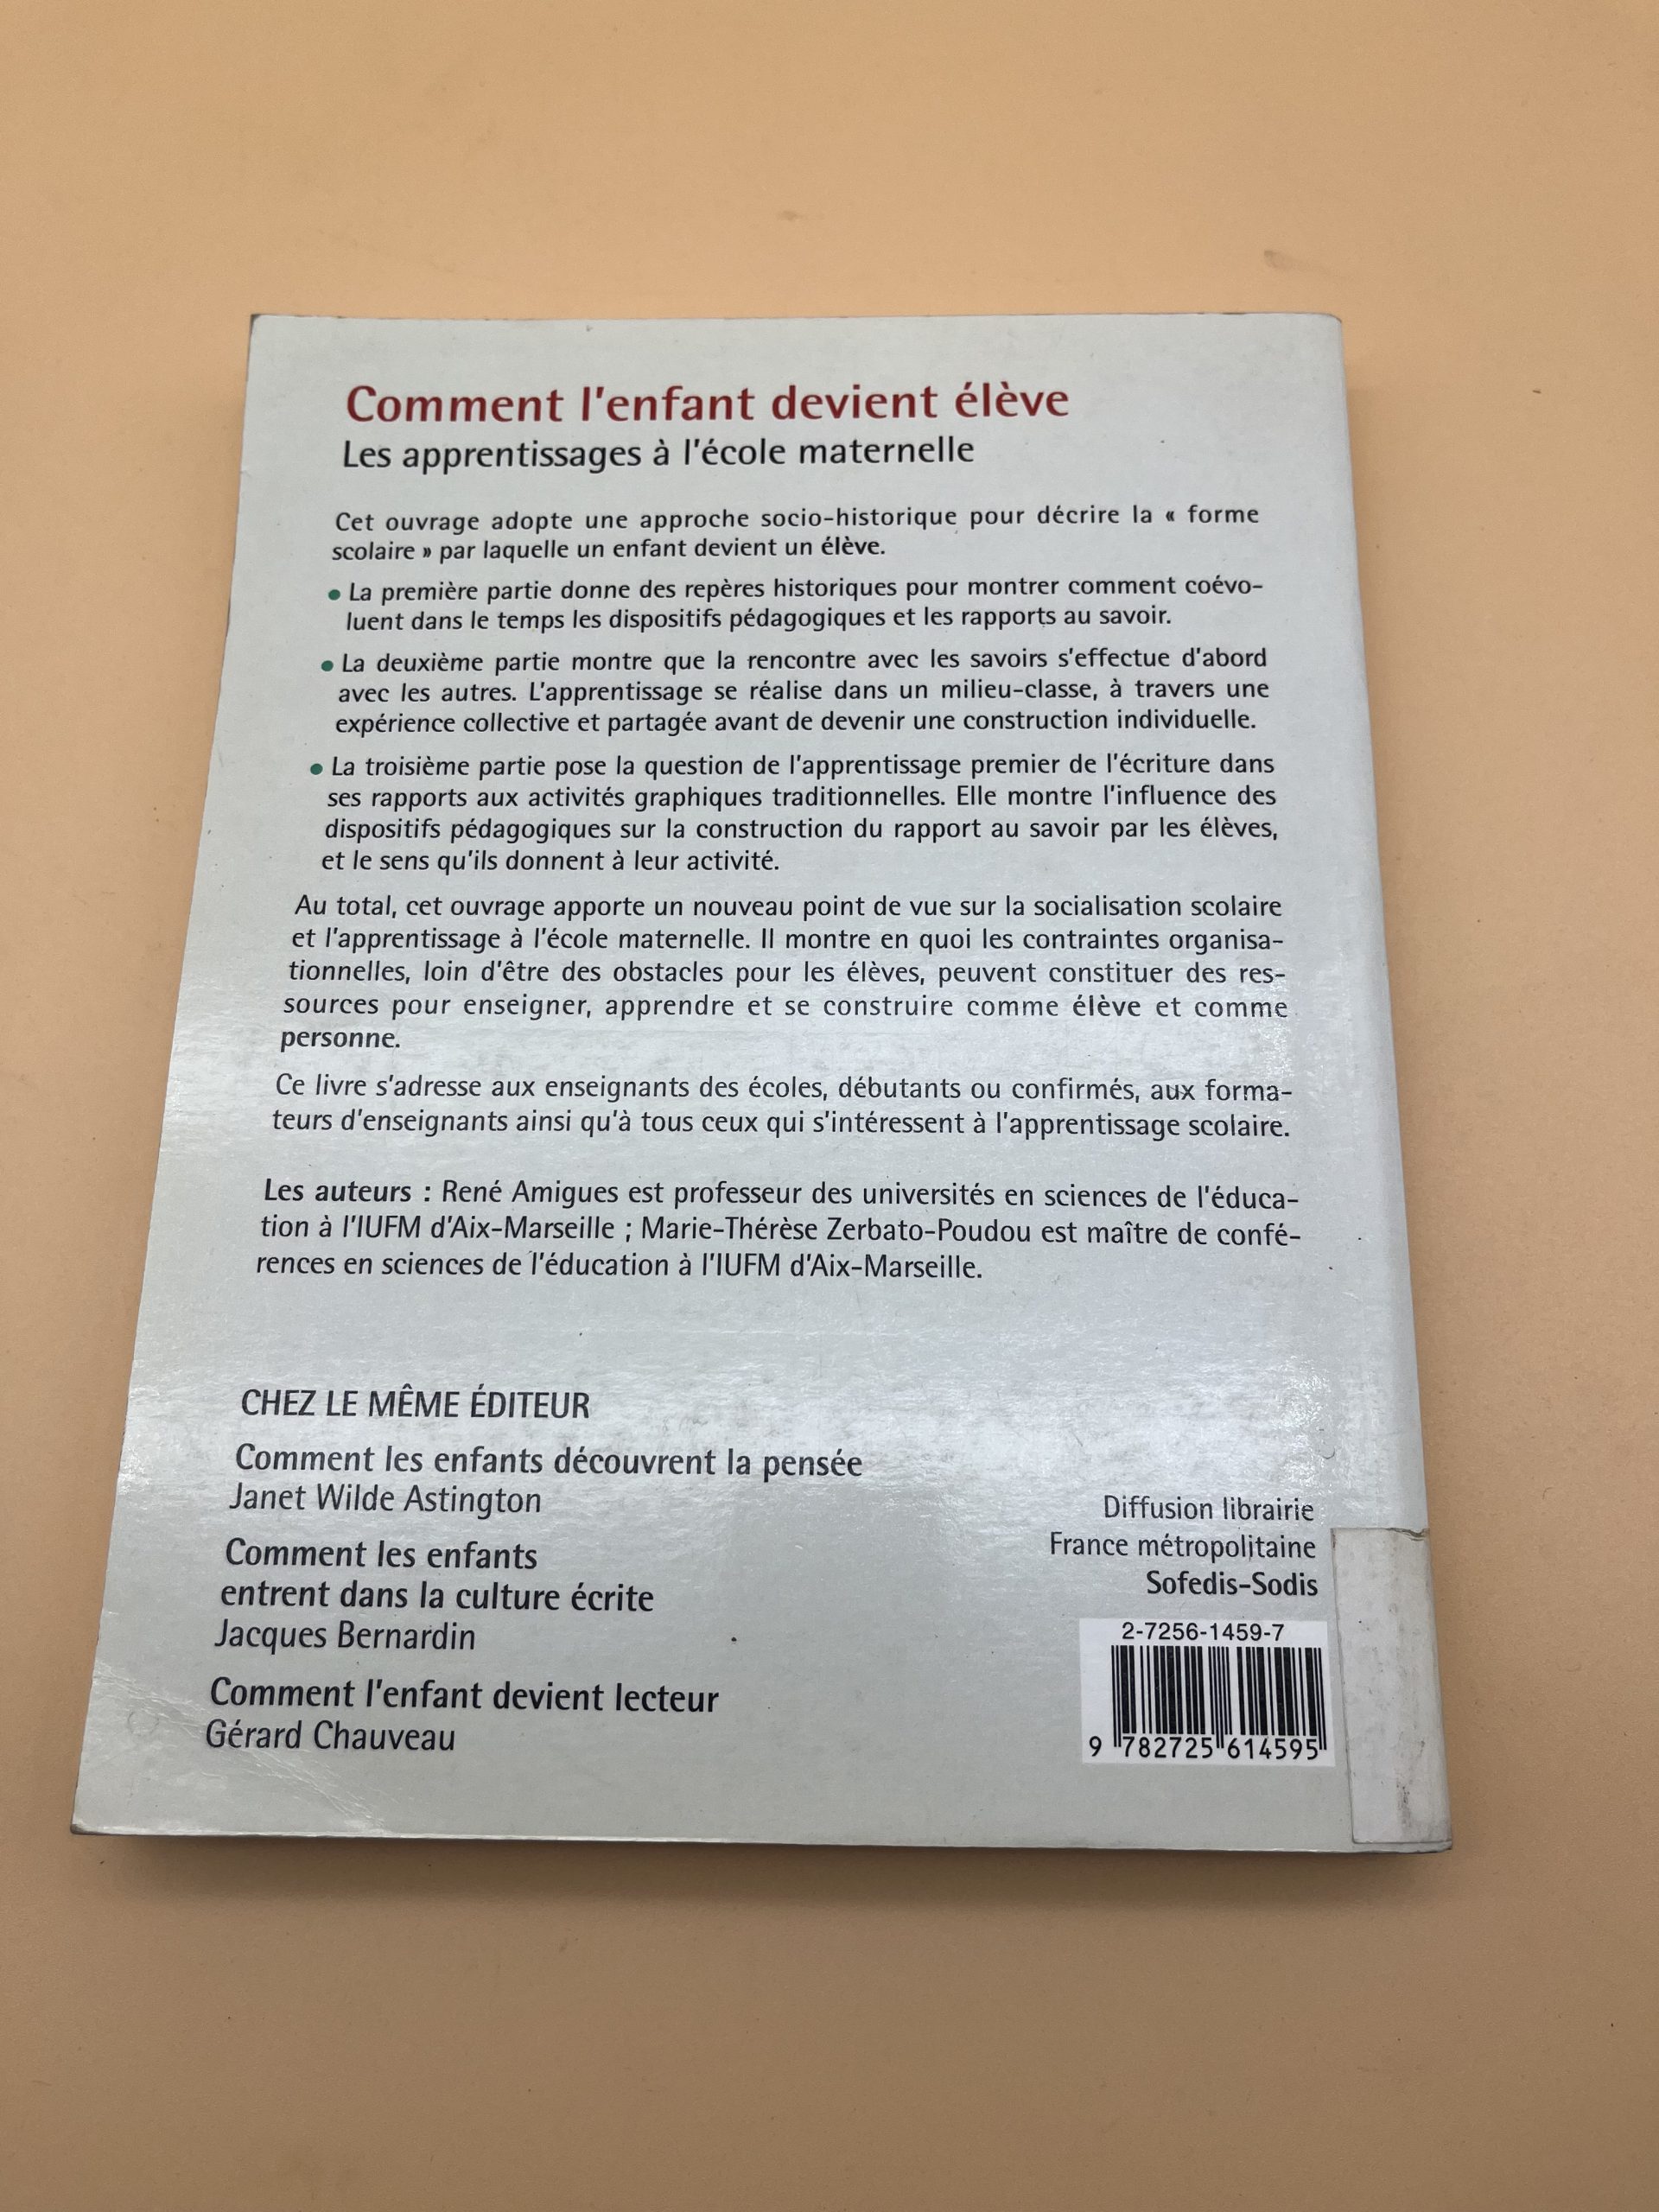 Comment l'enfant devient élève
Les apprentissages à l'école maternelle
Cet ouvrage adopte une approche socio-historique pour décrire la « forme
scolaire » par laquelle un enfant devient un élève.
• La première partie donne des repères historiques pour montrer comment coévo-
luent dans le temps les dispositifs pédagogiques et les rapports au savoir.
• La deuxième partie montre que la rencontre avec les savoirs s'effectue d'abord
avec les autres. L'apprentissage se réalise dans un milieu-classe, à travers une
expérience collective et partagée avant de devenir une construction individuelle.
• La troisième partie pose la question de l'apprentissage premier de l'écriture dans
ses rapports aux activités graphiques traditionnelles. Elle montre l'influence des
dispositifs pédagogiques sur la construction du rapport au savoir par les élèves,
et le sens qu'ils donnent à leur activité.
Au total, cet ouvrage apporte un nouveau point de vue sur la socialisation scolaire
et l'apprentissage à l'école maternelle. Il montre en quoi les contraintes organisa-
tionnelles, loin d'être des obstacles pour les élèves, peuvent constituer des res-
sources pour enseigner, apprendre et se construire comme élève et comme
personne.
Ce livre s'adresse aux enseignants des écoles, débutants ou confirmés, aux forma-
teurs d'enseignants ainsi qu'à tous ceux qui s'intéressent à l'apprentissage scolaire.
Les auteurs : René Amigues est professeur des universités en sciences de l'éduca-
tion à l'IUFM d'Aix-Marseille ; Marie-Thérèse Zerbato-Poudou est maître de confé-
rences en sciences de l'éducation à l'IUFM d'Aix-Marseille.
CHEZ LE MÊME ÉDITEUR
Comment les enfants découvrent la pensée
Janet Wilde Astington
Comment les enfants
entrent dans la culture écrite
Jacques Bernardin
Comment l'enfant devient lecteur
Gérard Chauveau
Diffusion librairie
France métropolitaine
Sofedis-Sodis
2-7256-1459-7
9 782725 614595